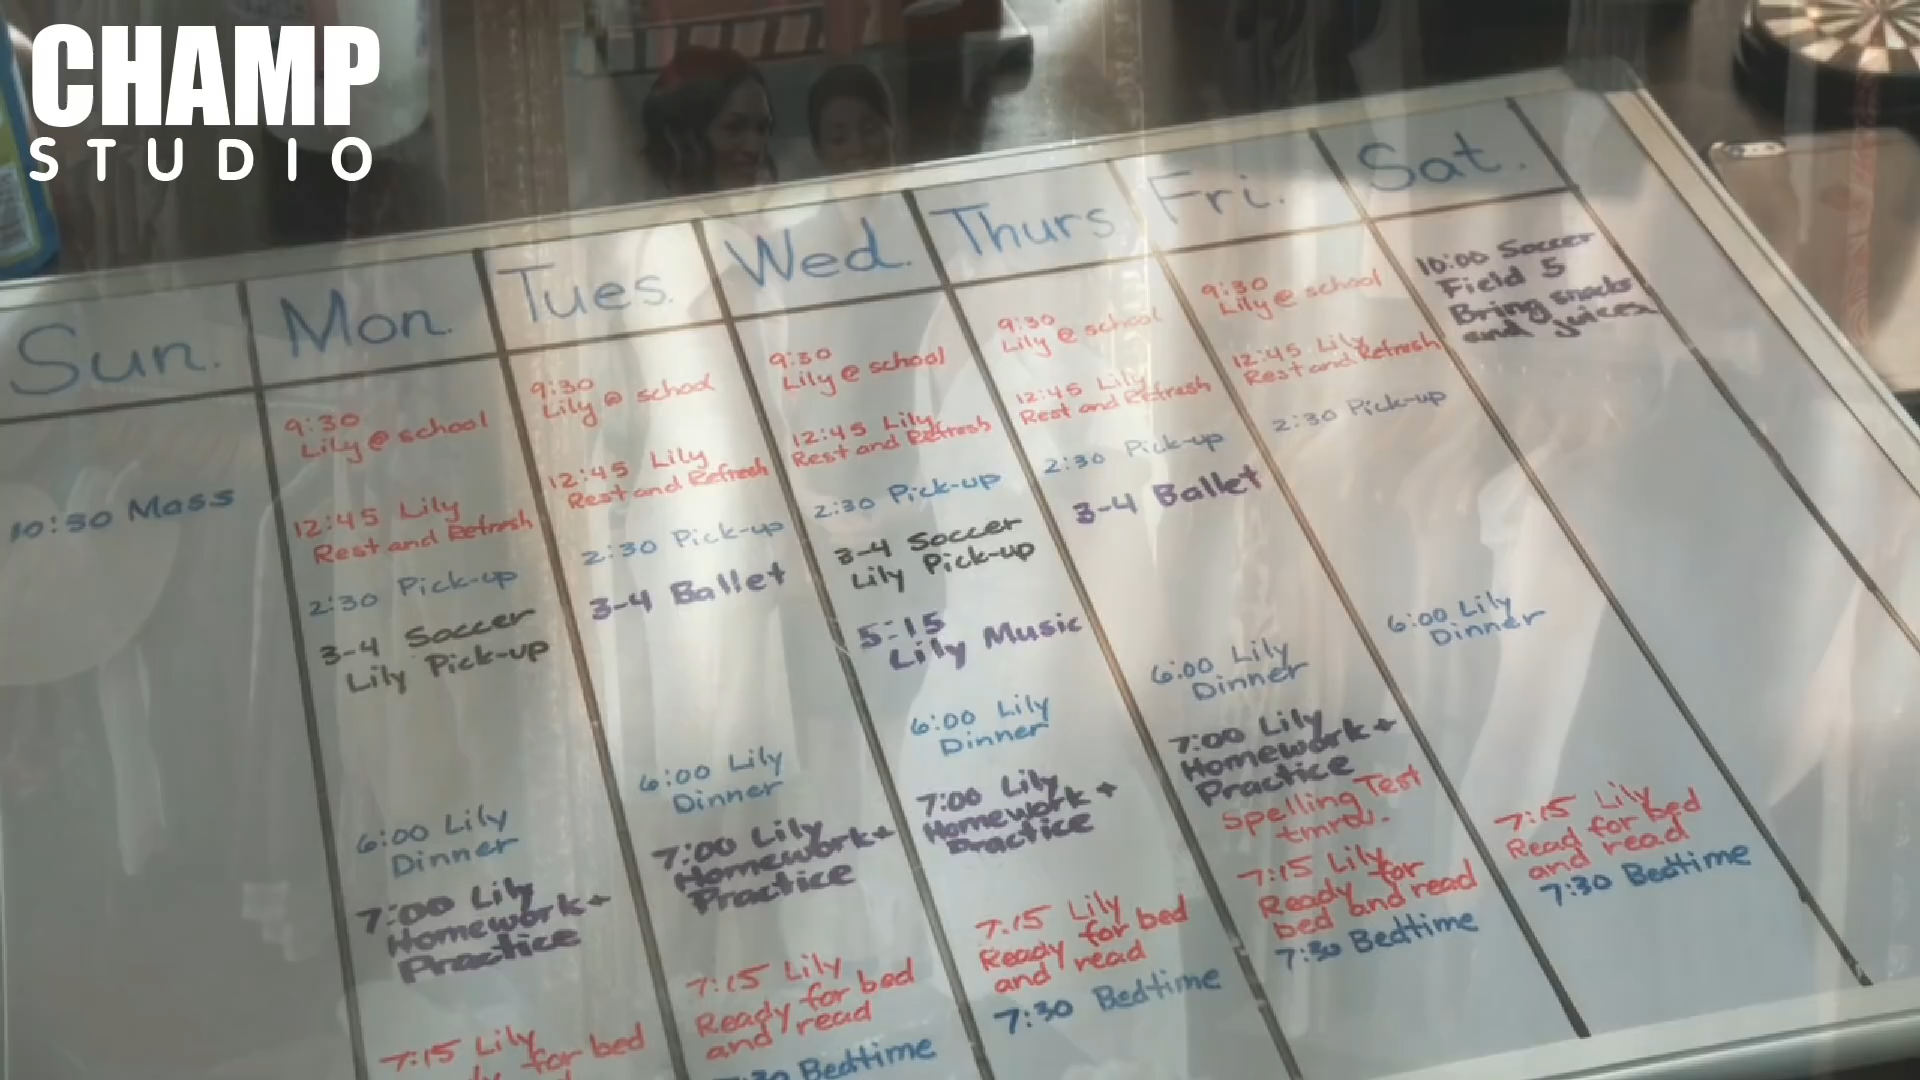 CHAMP
STUDIO
Sun.
10:30 Mass
Mon.
9:30
Lily @ school
12:45 Lily
Rest and Refresh
2:30 Pick-up
3-4 Soccer
Lily Pick-up
6:00 Lily
Dinner
7:00 Lily
Homework +
Practice
7:15 Lily
for bed
Tues.
9:30
Lily @ school
12:45 Lily
Rest and Refresh
2:30 Pick-up
3-4 Ballet
6:00 Lily
Dinner
7:00 Lily
Homework +
Practice
7:15 Lily
Ready for bed
and read
7:30 Bedtime
Wed.
9:30
Lily @ school
12:45 Lily
Rest and Refresh
2:30 Pick-up
3-4 Soccer
Lily Pick-up
5:15
Lily Music
6:00 Lily
Dinner
7:00 Lily
Homework +
Practice
7:15 Lily
Ready for bed
and read
7:30 Bedtime
Thurs
9:30
Lily @ school
12:45 Lily
Rest and Refresh
2:30 Pick-up
3-4 Ballet
6:00 Lily
Dinner
7:00 Lily
Homework +
Practice
Spelling Test
tmrw.
7:15 Lily
Ready for
bed and read
7:30 Bedtime
Fri.
9:30
Lily @ school
12:45 Lily
Rest and Refresh
2:30 Pick-up
6:00 Lily
Dinner
7:15 Lily
Read for bed
and read
7:30 Bedtime
Sat.
10:00 Soccer
Field 5
Bring snacks
and juices